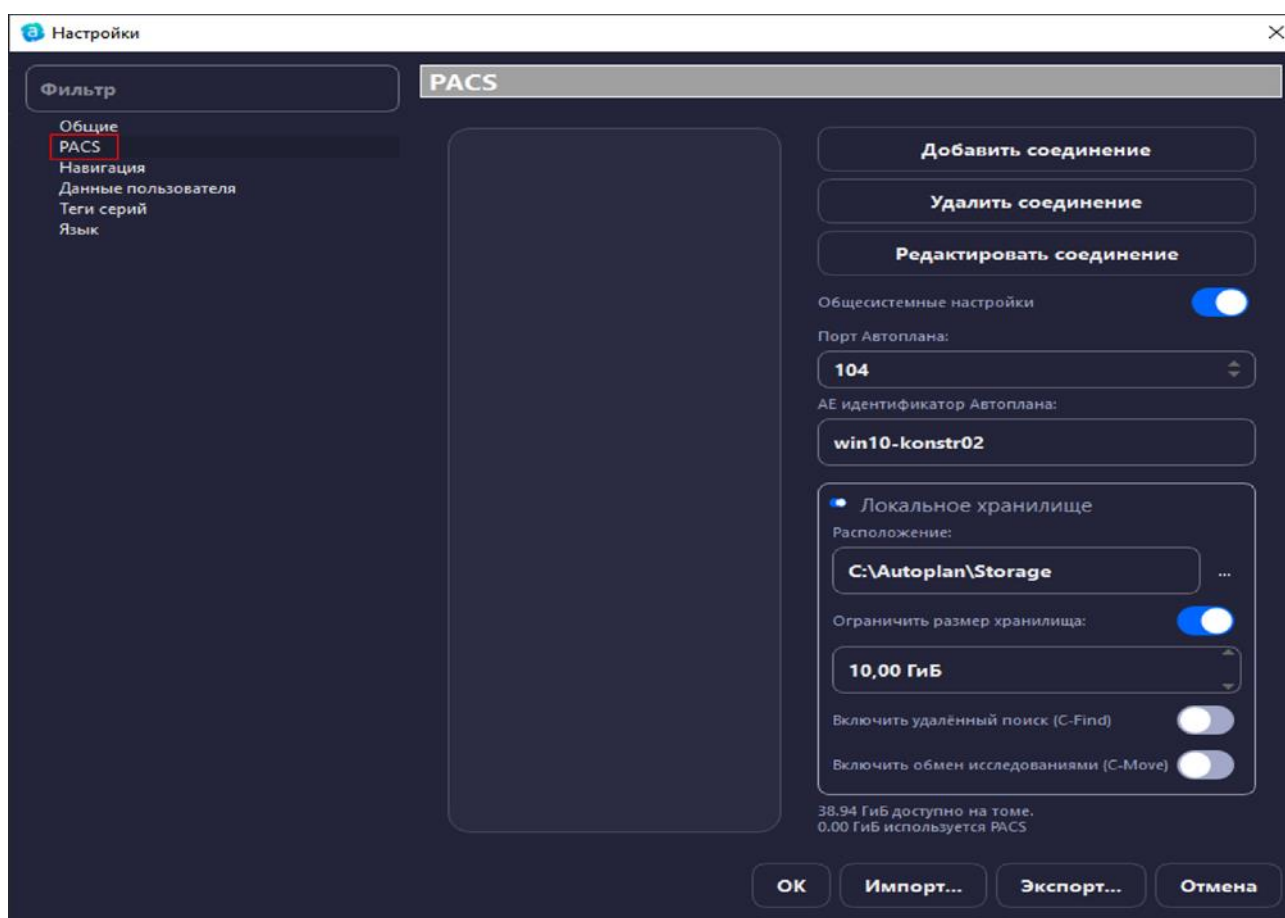 Настройки
Фильтр
Общие
PACS
Навигация
Данные пользователя
Теги серий
Язык
PACS
Добавить соединение
Удалить соединение
Редактировать соединение
Общесистемные настройки
Порт Автоплана:
104
AE идентификатор Автоплана:
win10-konstr02
Локальное хранилище
Расположение:
C:\Autoplan\Storage
...
Ограничить размер хранилища:
10,00 ГиБ
Включить удалённый поиск (C-Find)
Включить обмен исследованиями (C-Move)
38.94 ГиБ доступно на томе.
0.00 ГиБ используется PACS
ОК
Импорт...
Экспорт...
Отмена